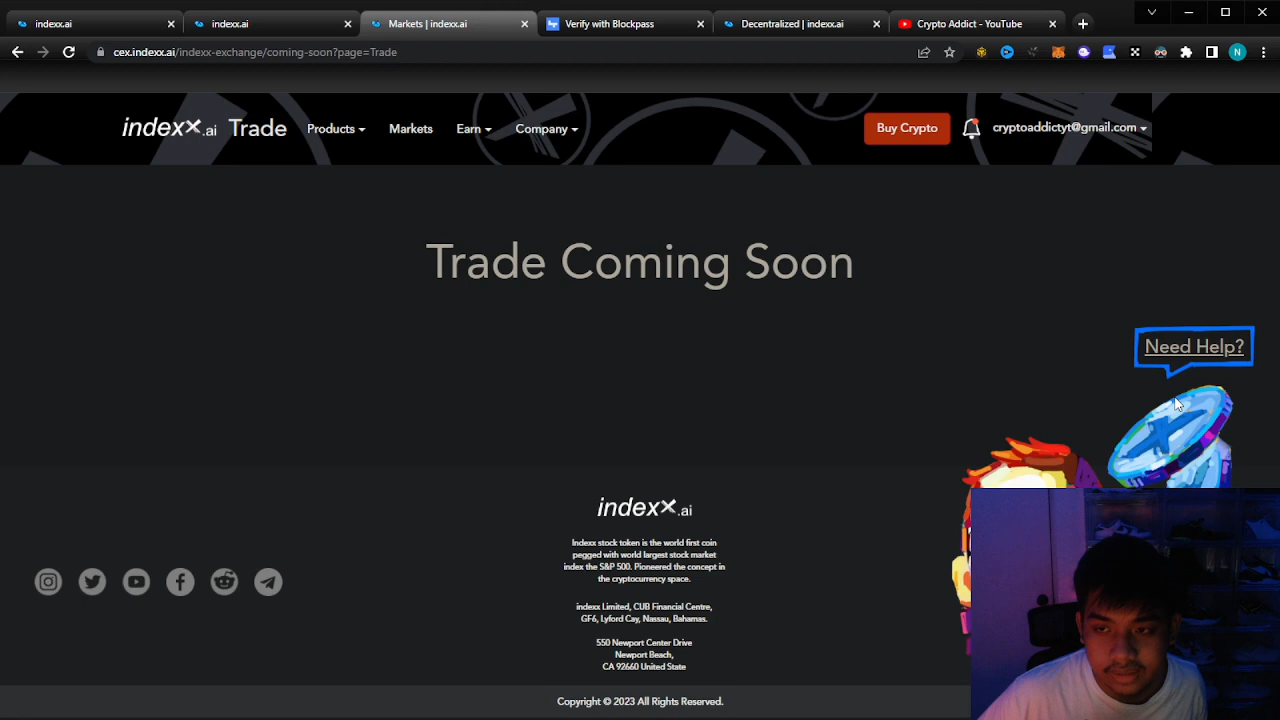 indexx.ai
indexx.ai
Markets | indexx.ai
Verify with Blockpass
Decentralized | indexx.ai
Crypto Addict - YouTube
cex.indexx.ai/indexx-exchange/coming-soon?page=Trade
N
indexx.ai Trade
Products
Markets
Earn
Company
Buy Crypto
cryptoaddictyt@gmail.com
Trade Coming Soon
Need Help?
indexx.ai
Indexx stock token is the world first coin
pegged with world largest stock market
index the S&P 500. Pioneered the concept in
the cryptocurrency space.
indexx Limited, CUB Financial Centre,
GF6, Lyford Cay, Nassau, Bahamas.
550 Newport Center Drive
Newport Beach,
CA 92660 United State
Copyright © 2023 All Rights Reserved.